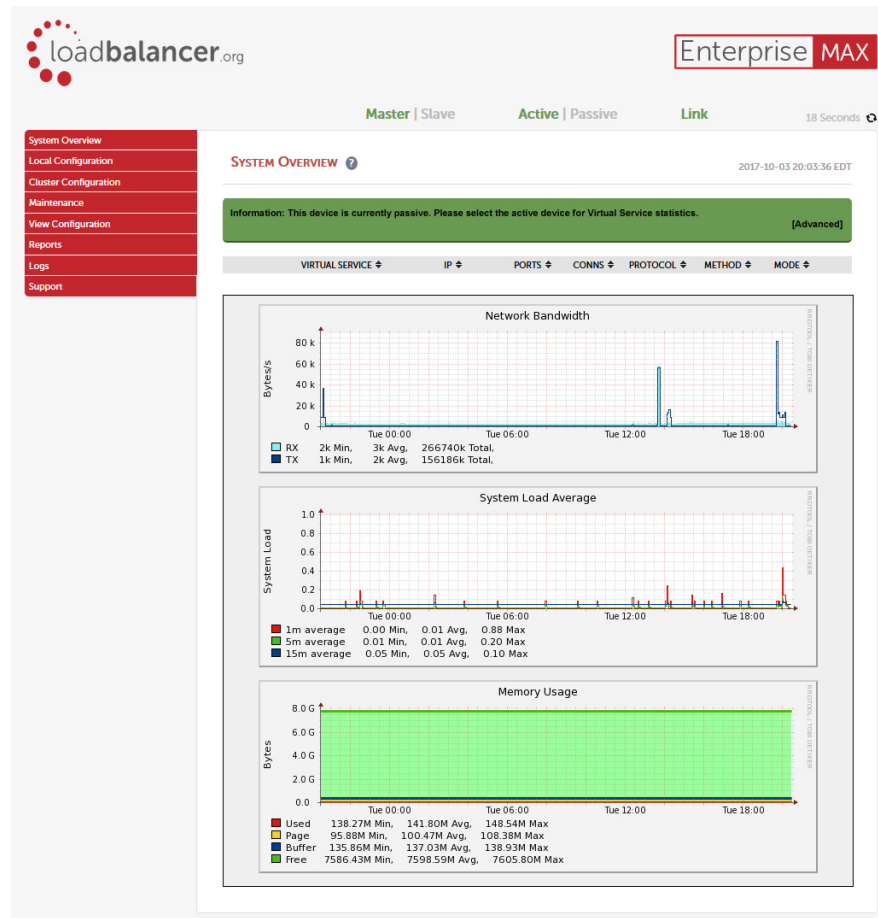 loadbalancer.org
Enterprise MAX
Master | Slave Active | Passive Link 18 Seconds
System Overview
Local Configuration
Cluster Configuration
Maintenance
View Configuration
Reports
Logs
Support
SYSTEM OVERVIEW ?
2017-10-03 20:03:36 EDT
Information: This device is currently passive. Please select the active device for Virtual Service statistics.
[Advanced]
VIRTUAL SERVICE IP PORTS CONNS PROTOCOL METHOD MODE
Network Bandwidth
RRDTOOL / TOBI OETIKER
Bytes/s
80 k
60 k
40 k
20 k
0
Tue 00:00 Tue 06:00 Tue 12:00 Tue 18:00
RX 2k Min, 3k Avg, 266740k Total,
TX 1k Min, 2k Avg, 156186k Total,
System Load Average
RRDTOOL / TOBI OETIKER
System Load
1.0
0.8
0.6
0.4
0.2
0.0
Tue 00:00 Tue 06:00 Tue 12:00 Tue 18:00
1m average 0.00 Min, 0.01 Avg, 0.88 Max
5m average 0.01 Min, 0.01 Avg, 0.20 Max
15m average 0.05 Min, 0.05 Avg, 0.10 Max
Memory Usage
RRDTOOL / TOBI OETIKER
Bytes
8.0 G
6.0 G
4.0 G
2.0 G
0.0
Tue 00:00 Tue 06:00 Tue 12:00 Tue 18:00
Used 138.27M Min, 141.80M Avg, 148.54M Max
Page 95.88M Min, 100.47M Avg, 108.38M Max
Buffer 135.86M Min, 137.03M Avg, 138.93M Max
Free 7586.43M Min, 7598.59M Avg, 7605.80M Max